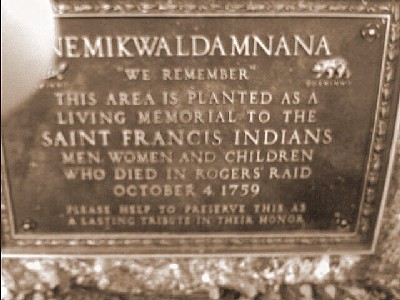 NEMIKWALDAMNANA
"WE REMEMBER"
THIS AREA IS PLANTED AS A
LIVING MEMORIAL TO THE
SAINT FRANCIS INDIANS
MEN, WOMEN AND CHILDREN
WHO DIED IN ROGERS' RAID
OCTOBER 4, 1759
PLEASE HELP TO PRESERVE THIS AS
A LASTING TRIBUTE IN THEIR HONOR